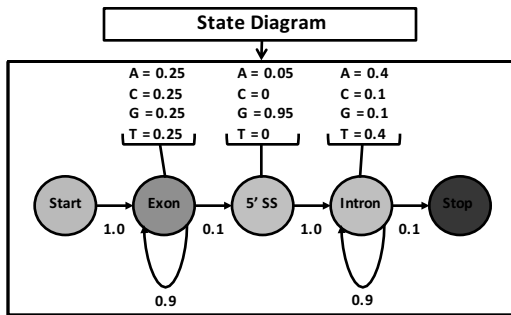 State Diagram
A = 0.25
C = 0.25
G = 0.25
T = 0.25
A = 0.05
C = 0
G = 0.95
T = 0
A = 0.4
C = 0.1
G = 0.1
T = 0.4
Start
Exon
5' SS
Intron
Stop
1.0
0.1
1.0
0.1
0.9
0.9